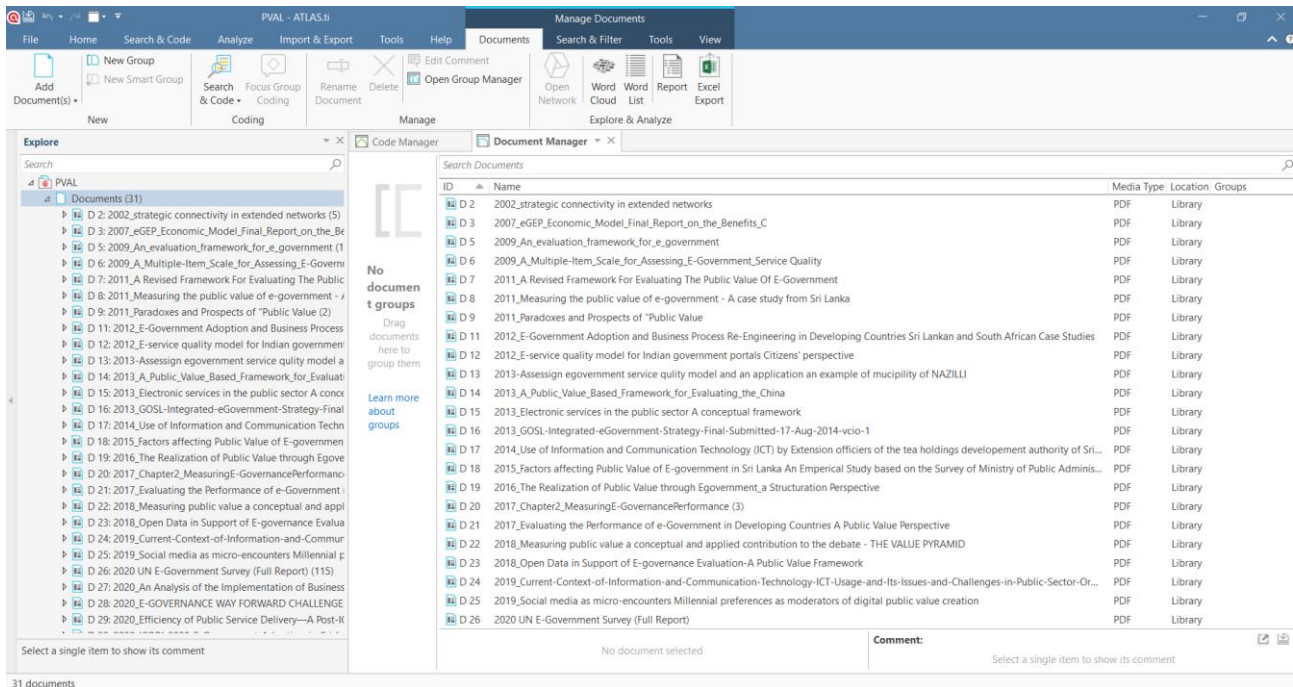 PVAL - ATLAS.ti
Manage Documents
File Home Search & Code Analyze Import & Export Tools Help Documents Search & Filter Tools View
Add Document(s)
New Group
New Smart Group
Search & Code
Focus Group Coding
Rename Document
Delete
Edit Comment
Open Group Manager
Open Network
Word Cloud
Word List
Report
Excel Export
New Coding Manage Explore & Analyze
Explore
Search
PVAL
Documents (31)
D 2: 2002_strategic connectivity in extended networks (5)
D 3: 2007_eGEP_Economic_Model_Final_Report_on_the_Be
D 5: 2009_An_evaluation_framework_for_e_government (1
D 6: 2009_A_Multiple-Item_Scale_for_Assessing_E-Governm
D 7: 2011_A Revised Framework For Evaluating The Public
D 8: 2011_Measuring the public value of e-government -
D 9: 2011_Paradoxes and Prospects of "Public Value (2)
D 11: 2012_E-Government Adoption and Business Process
D 12: 2012_E-service quality model for Indian government
D 13: 2013-Assessign egovernment service qulity model a
D 14: 2013_A_Public_Value_Based_Framework_for_Evaluati
D 15: 2013_Electronic services in the public sector A conce
D 16: 2013_GOSL-Integrated-eGovernment-Strategy-Final
D 17: 2014_Use of Information and Communication Techn
D 18: 2015_Factors affecting Public Value of E-governmen
D 19: 2016_The Realization of Public Value through Egove
D 20: 2017_Chapter2_MeasuringE-GovernancePerformanc
D 21: 2017_Evaluating the Performance of e-Government
D 22: 2018_Measuring public value a conceptual and appl
D 23: 2018_Open Data in Support of E-governance Evalua
D 24: 2019_Current-Context-of-Information-and-Commun
D 25: 2019_Social media as micro-encounters Millennial p
D 26: 2020 UN E-Government Survey (Full Report) (115)
D 27: 2020_An Analysis of the Implementation of Business
D 28: 2020_E-GOVERNANCE WAY FORWARD CHALLENGE
D 29: 2020_Efficiency of Public Service Delivery—A Post-
Select a single item to show its comment
31 documents
Code Manager
Document Manager
No
documen
t groups
Drag
documents
here to
group them
Learn more
about
groups
Search Documents
ID Name Media Type Location Groups
D 2 2002_strategic connectivity in extended networks PDF Library
D 3 2007_eGEP_Economic_Model_Final_Report_on_the_Benefits_C PDF Library
D 5 2009_An_evaluation_framework_for_e_government PDF Library
D 6 2009_A_Multiple-Item_Scale_for_Assessing_E-Government_Service Quality PDF Library
D 7 2011_A Revised Framework For Evaluating The Public Value Of E-Government PDF Library
D 8 2011_Measuring the public value of e-government - A case study from Sri Lanka PDF Library
D 9 2011_Paradoxes and Prospects of "Public Value PDF Library
D 11 2012_E-Government Adoption and Business Process Re-Engineering in Developing Countries Sri Lankan and South African Case Studies PDF Library
D 12 2012_E-service quality model for Indian government portals Citizens' perspective PDF Library
D 13 2013-Assessign egovernment service qulity model and an application an example of mucipility of NAZILLI PDF Library
D 14 2013_A_Public_Value_Based_Framework_for_Evaluating_the_China PDF Library
D 15 2013_Electronic services in the public sector A conceptual framework PDF Library
D 16 2013_GOSL-Integrated-eGovernment-Strategy-Final-Submitted-17-Aug-2014-vcio-1 PDF Library
D 17 2014_Use of Information and Communication Technology (ICT) by Extension officiers of the tea holdings developement authority of Sri... PDF Library
D 18 2015_Factors affecting Public Value of E-government in Sri Lanka An Emperical Study based on the Survey of Ministry of Public Adminis... PDF Library
D 19 2016_The Realization of Public Value through Egovernment_a Structuration Perspective PDF Library
D 20 2017_Chapter2_MeasuringE-GovernancePerformance (3) PDF Library
D 21 2017_Evaluating the Performance of e-Government in Developing Countries A Public Value Perspective PDF Library
D 22 2018_Measuring public value a conceptual and applied contribution to the debate - THE VALUE PYRAMID PDF Library
D 23 2018_Open Data in Support of E-governance Evaluation-A Public Value Framework PDF Library
D 24 2019_Current-Context-of-Information-and-Communication-Technology-ICT-Usage-and-Its-Issues-and-Challenges-in-Public-Sector-Or... PDF Library
D 25 2019_Social media as micro-encounters Millennial preferences as moderators of digital public value creation PDF Library
D 26 2020 UN E-Government Survey (Full Report) PDF Library
No document selected
Comment:
Select a single item to show its comment